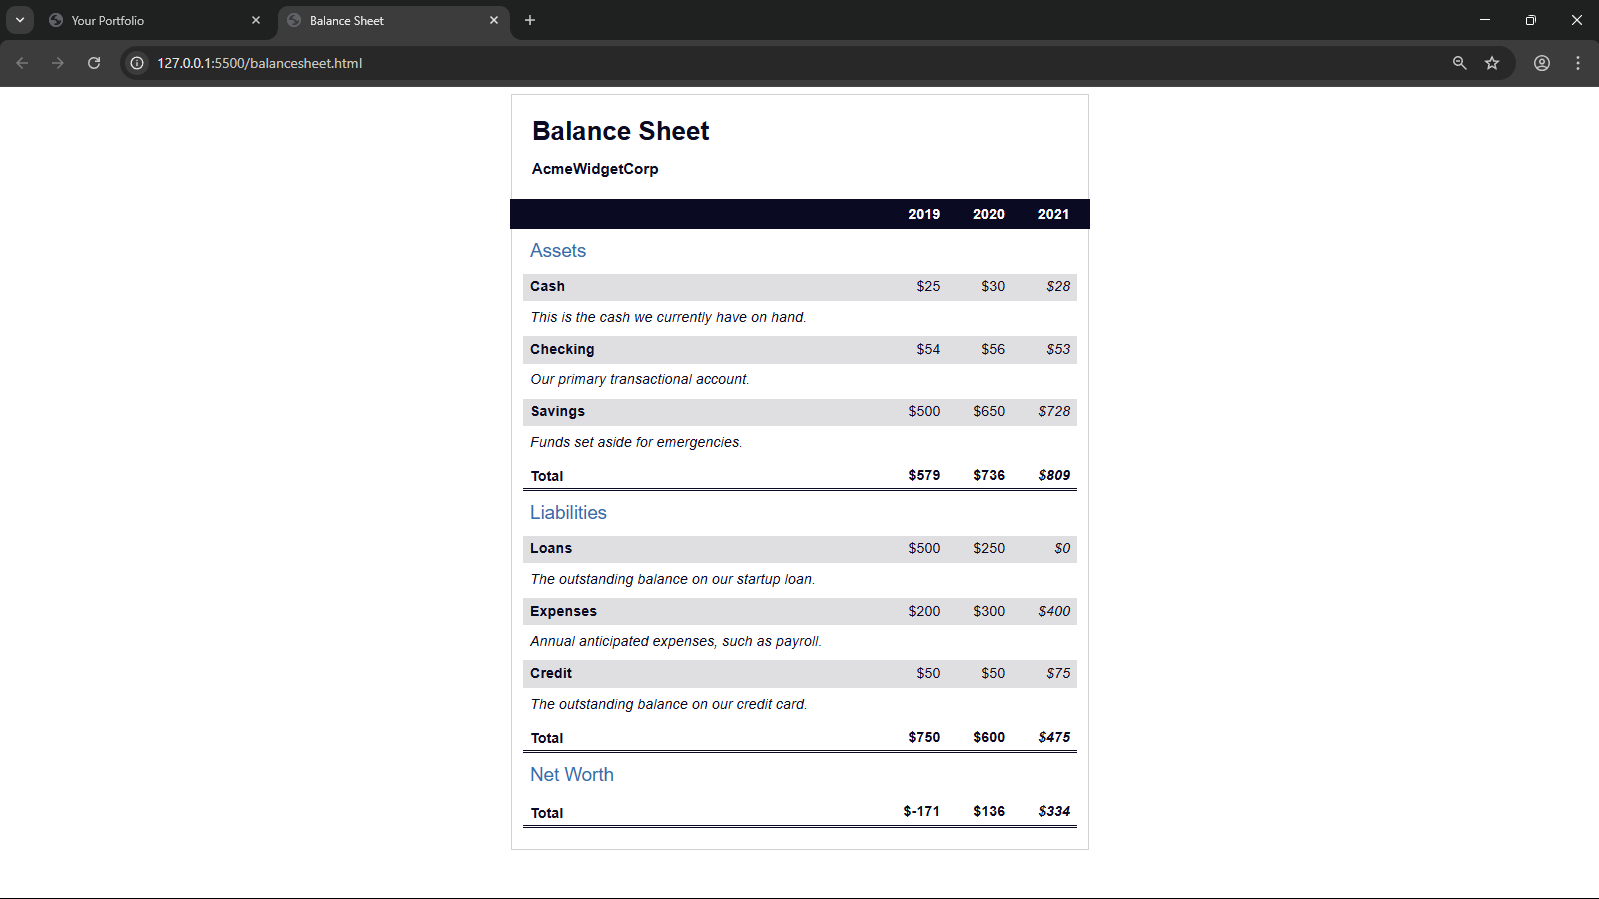 Your Portfolio
Balance Sheet
127.0.0.1:5500/balancesheet.html
Balance Sheet
AcmeWidgetCorp
2019 2020 2021
Assets
Cash $25 $30 $28
This is the cash we currently have on hand.
Checking $54 $56 $53
Our primary transactional account.
Savings $500 $650 $728
Funds set aside for emergencies.
Total $579 $736 $809
Liabilities
Loans $500 $250 $0
The outstanding balance on our startup loan.
Expenses $200 $300 $400
Annual anticipated expenses, such as payroll.
Credit $50 $50 $75
The outstanding balance on our credit card.
Total $750 $600 $475
Net Worth
Total $-171 $136 $334